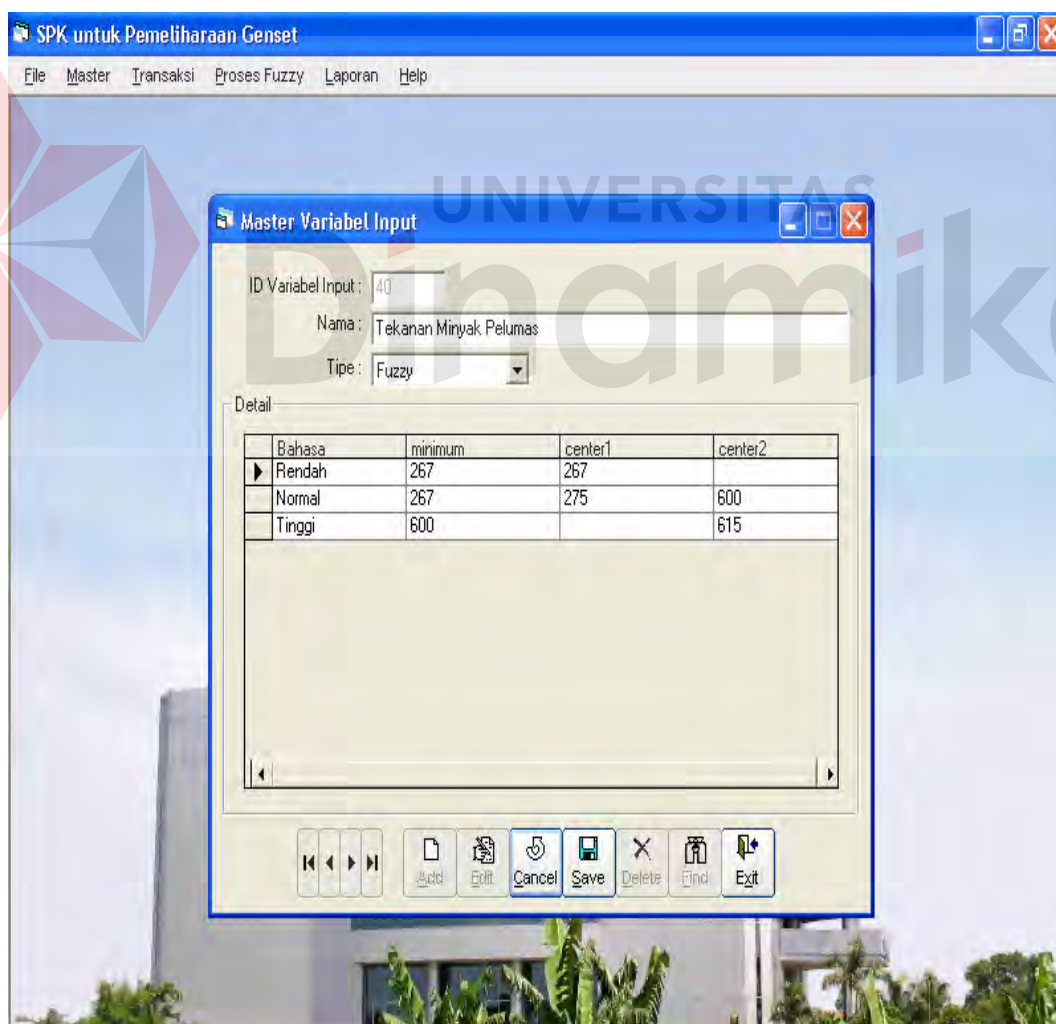 SPK untuk Pemeliharaan Genset
File Master Transaksi Proses Fuzzy Laporan Help
UNIVERSITAS
Dinamika
Master Variabel Input
ID Variabel Input : 40
Nama : Tekanan Minyak Pelumas
Tipe : Fuzzy
Detail
Bahasa minimum center1 center2
Rendah 267 267
Normal 267 275 600
Tinggi 600 615
Add Edit Cancel Save Delete Find Exit